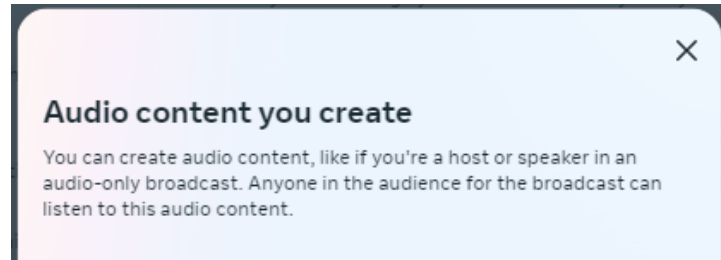 Audio content you create
You can create audio content, like if you're a host or speaker in an
audio-only broadcast. Anyone in the audience for the broadcast can
listen to this audio content.